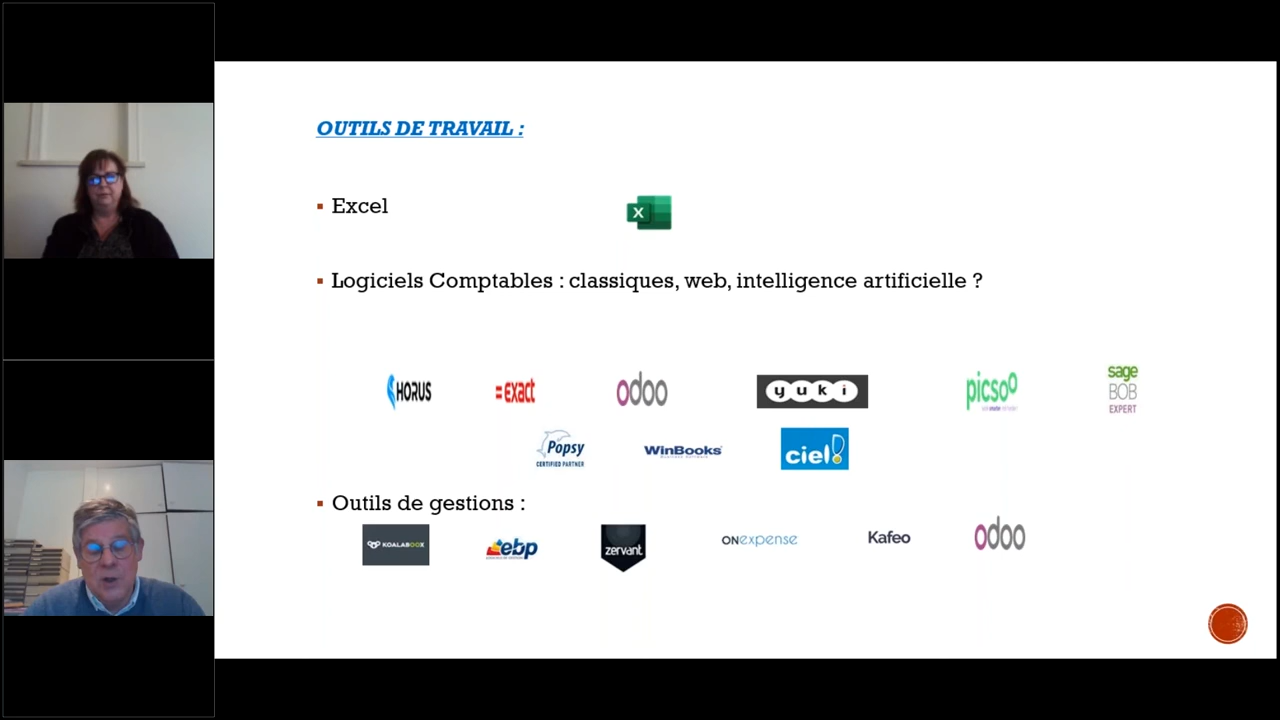 OUTILS DE TRAVAIL :
Excel
X
Logiciels Comptables : classiques, web, intelligence artificielle ?
HORUS = EXACT odoo yuki picsoo sage BOB EXPERT
Popsy CERTIFIED PARTNER WinBooks ciel!
Outils de gestions :
KOALABOOX ebp zervant ONexpense Kafeo odoo